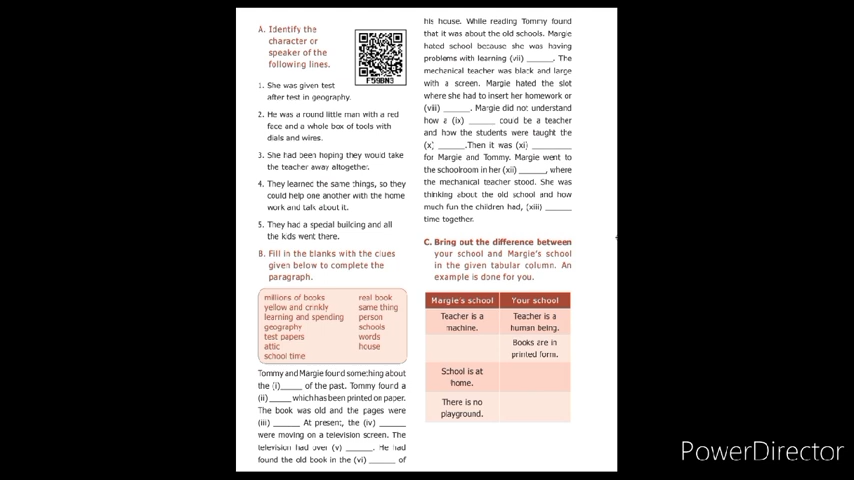 A. Identify the
character or
speaker of the
following lines.
F59BN3
1. She was given test
after test in geography.
2. He was a round little man with a red
face and a whole box of tools with
dials and wires.
3. She had been hoping they would take
the teacher away altogether.
4. They learned the same things, so they
could help one another with the home
work and talk about it.
5. They had a special building and all
the kids went there.
B. Fill in the blanks with the clues
given below to complete the
paragraph.
millions of books real book
yellow and crinkly same thing
learning and spending person
geography schools
test papers words
attic house
school time
Tommy and Margie found something about
the (i)_____ of the past. Tommy found a
(ii) _____ which has been printed on paper.
The book was old and the pages were
(iii) ______ At present, the (iv) ______
were moving on a television screen. The
television had over (v) ______. He had
found the old book in the (vi) ______ of
his house. While reading Tommy found
that it was about the old schools. Margie
hated school because she was having
problems with learning (vii) ______. The
mechanical teacher was black and large
with a screen. Margie hated the slot
where she had to insert her homework or
(viii) ______. Margie did not understand
how a (ix) ______ could be a teacher
and how the students were taught the
(x) ______.Then it was (xi) ________
for Margie and Tommy. Margie went to
the schoolroom in her (xii) ______, where
the mechanical teacher stood. She was
thinking about the old school and how
much fun the children had, (xiii) ______
time together.
C. Bring out the difference between
your school and Margie's school
in the given tabular column. An
example is done for you.
Margie's school Your school
Teacher is a Teacher is a
machine. human being.
Books are in
printed form.
School is at
home.
There is no
playground.
PowerDirector